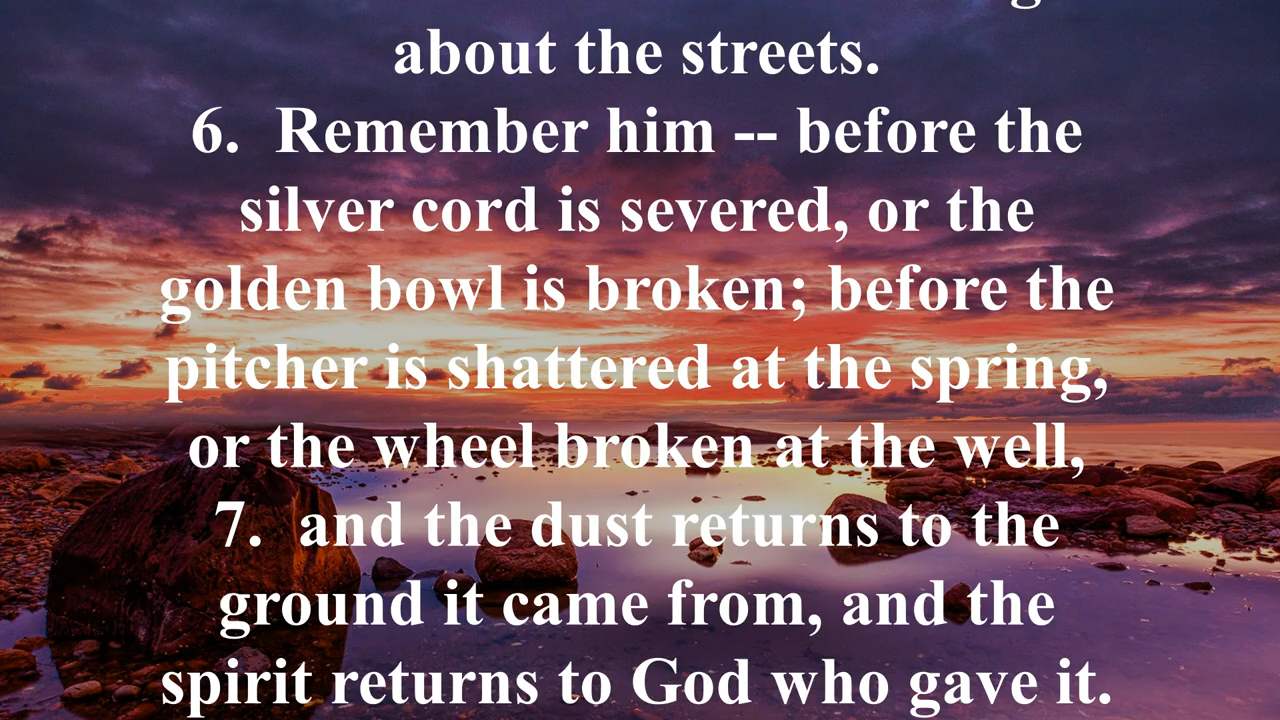 about the streets.
6. Remember him -- before the
silver cord is severed, or the
golden bowl is broken; before the
pitcher is shattered at the spring,
or the wheel broken at the well,
7. and the dust returns to the
ground it came from, and the
spirit returns to God who gave it.